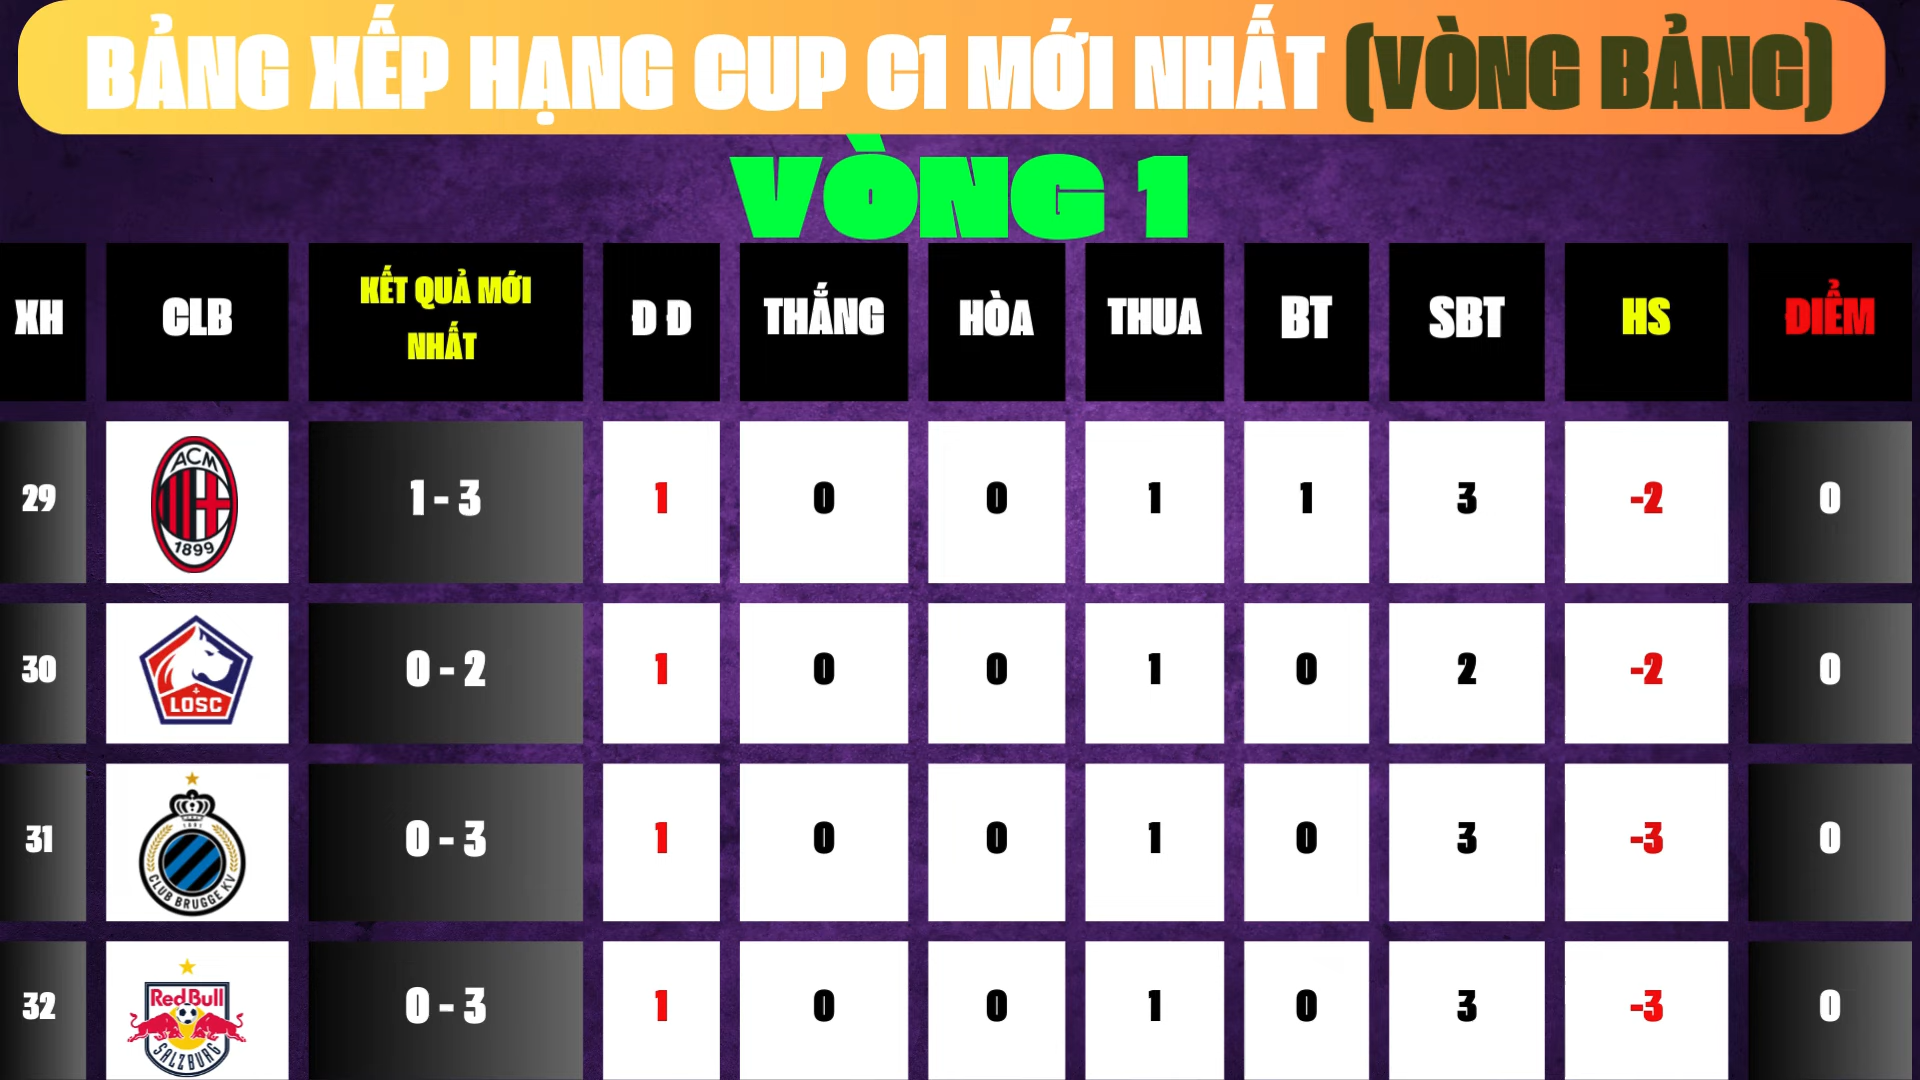 BẢNG XẾP HẠNG CUP C1 MỚI NHẤT (VÒNG BẢNG)
VÒNG 1
XH CLB KẾT QUẢ MỚI NHẤT Đ Đ THẮNG HÒA THUA BT SBT HS ĐIỂM
29 ACM 1899 1 - 3 1 0 0 1 1 3 -2 0
30 LOSC 0 - 2 1 0 0 1 0 2 -2 0
31 1891 CLUB BRUGGE KV 0 - 3 1 0 0 1 0 3 -3 0
32 Red Bull SALZBURG 0 - 3 1 0 0 1 0 3 -3 0